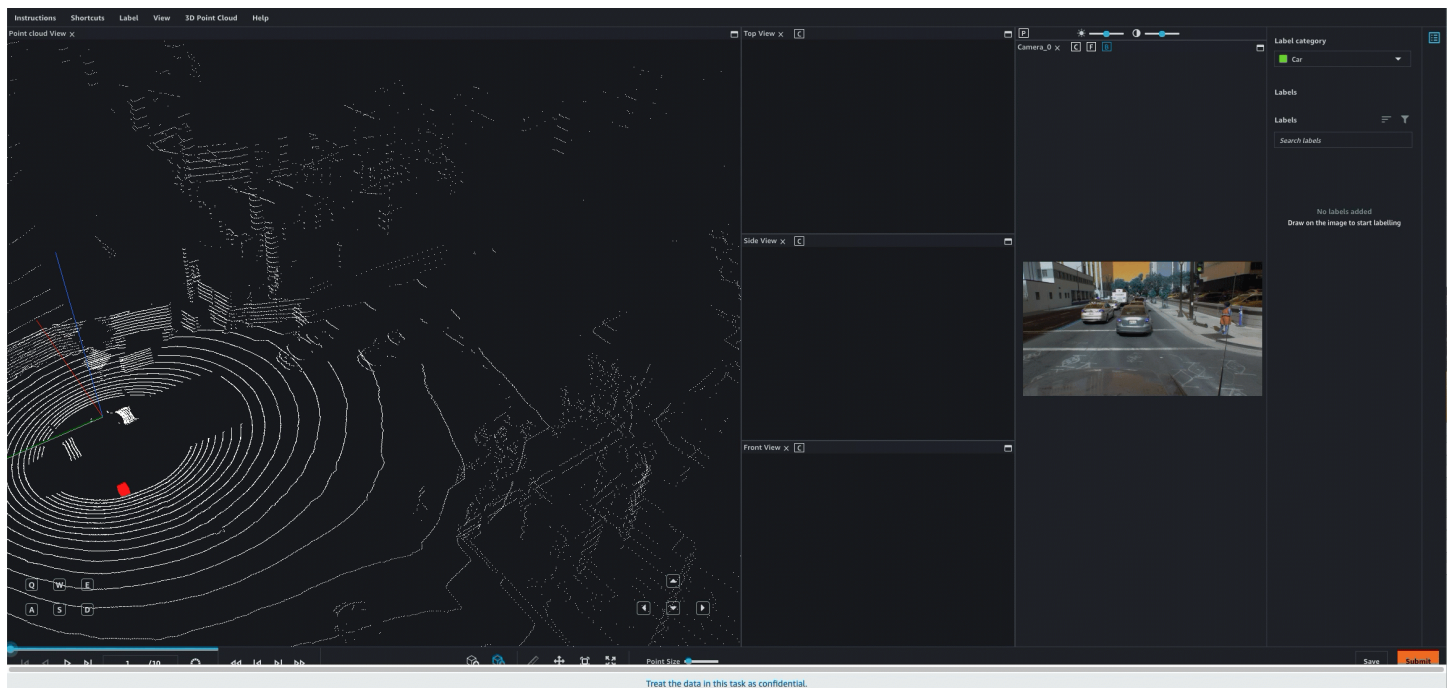 Instructions Shortcuts Label View 3D Point Cloud Help
Point cloud View x
Top View x C
P
Camera_0 x C F B
Label category
Car
Labels
Labels
Search labels
No labels added
Draw on the image to start labelling
Side View x C
Front View x C
Q W E
A S D
1 /10
Point Size
Save Submit
Treat the data in this task as confidential.